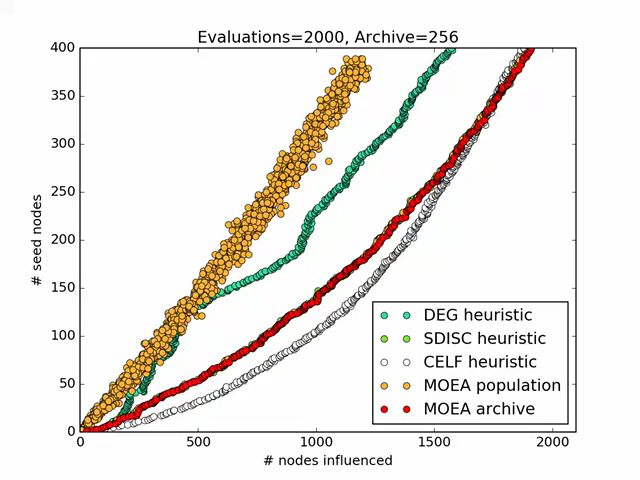 Evaluations=2000, Archive=256
400
350
300
250
200
150
100
50
0
# seed nodes
0 500 1000 1500 2000
# nodes influenced
DEG heuristic
SDISC heuristic
CELF heuristic
MOEA population
MOEA archive